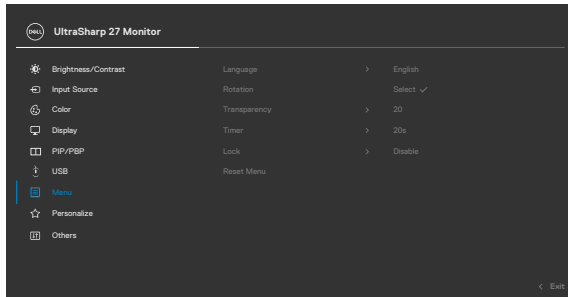 DELL UltraSharp 27 Monitor
Brightness/Contrast Language > English
Input Source Rotation Select ✓
Color Transparency > 20
Display Timer > 20s
PIP/PBP Lock > Disable
USB Reset Menu
Menu
Personalize
Others
< Exit